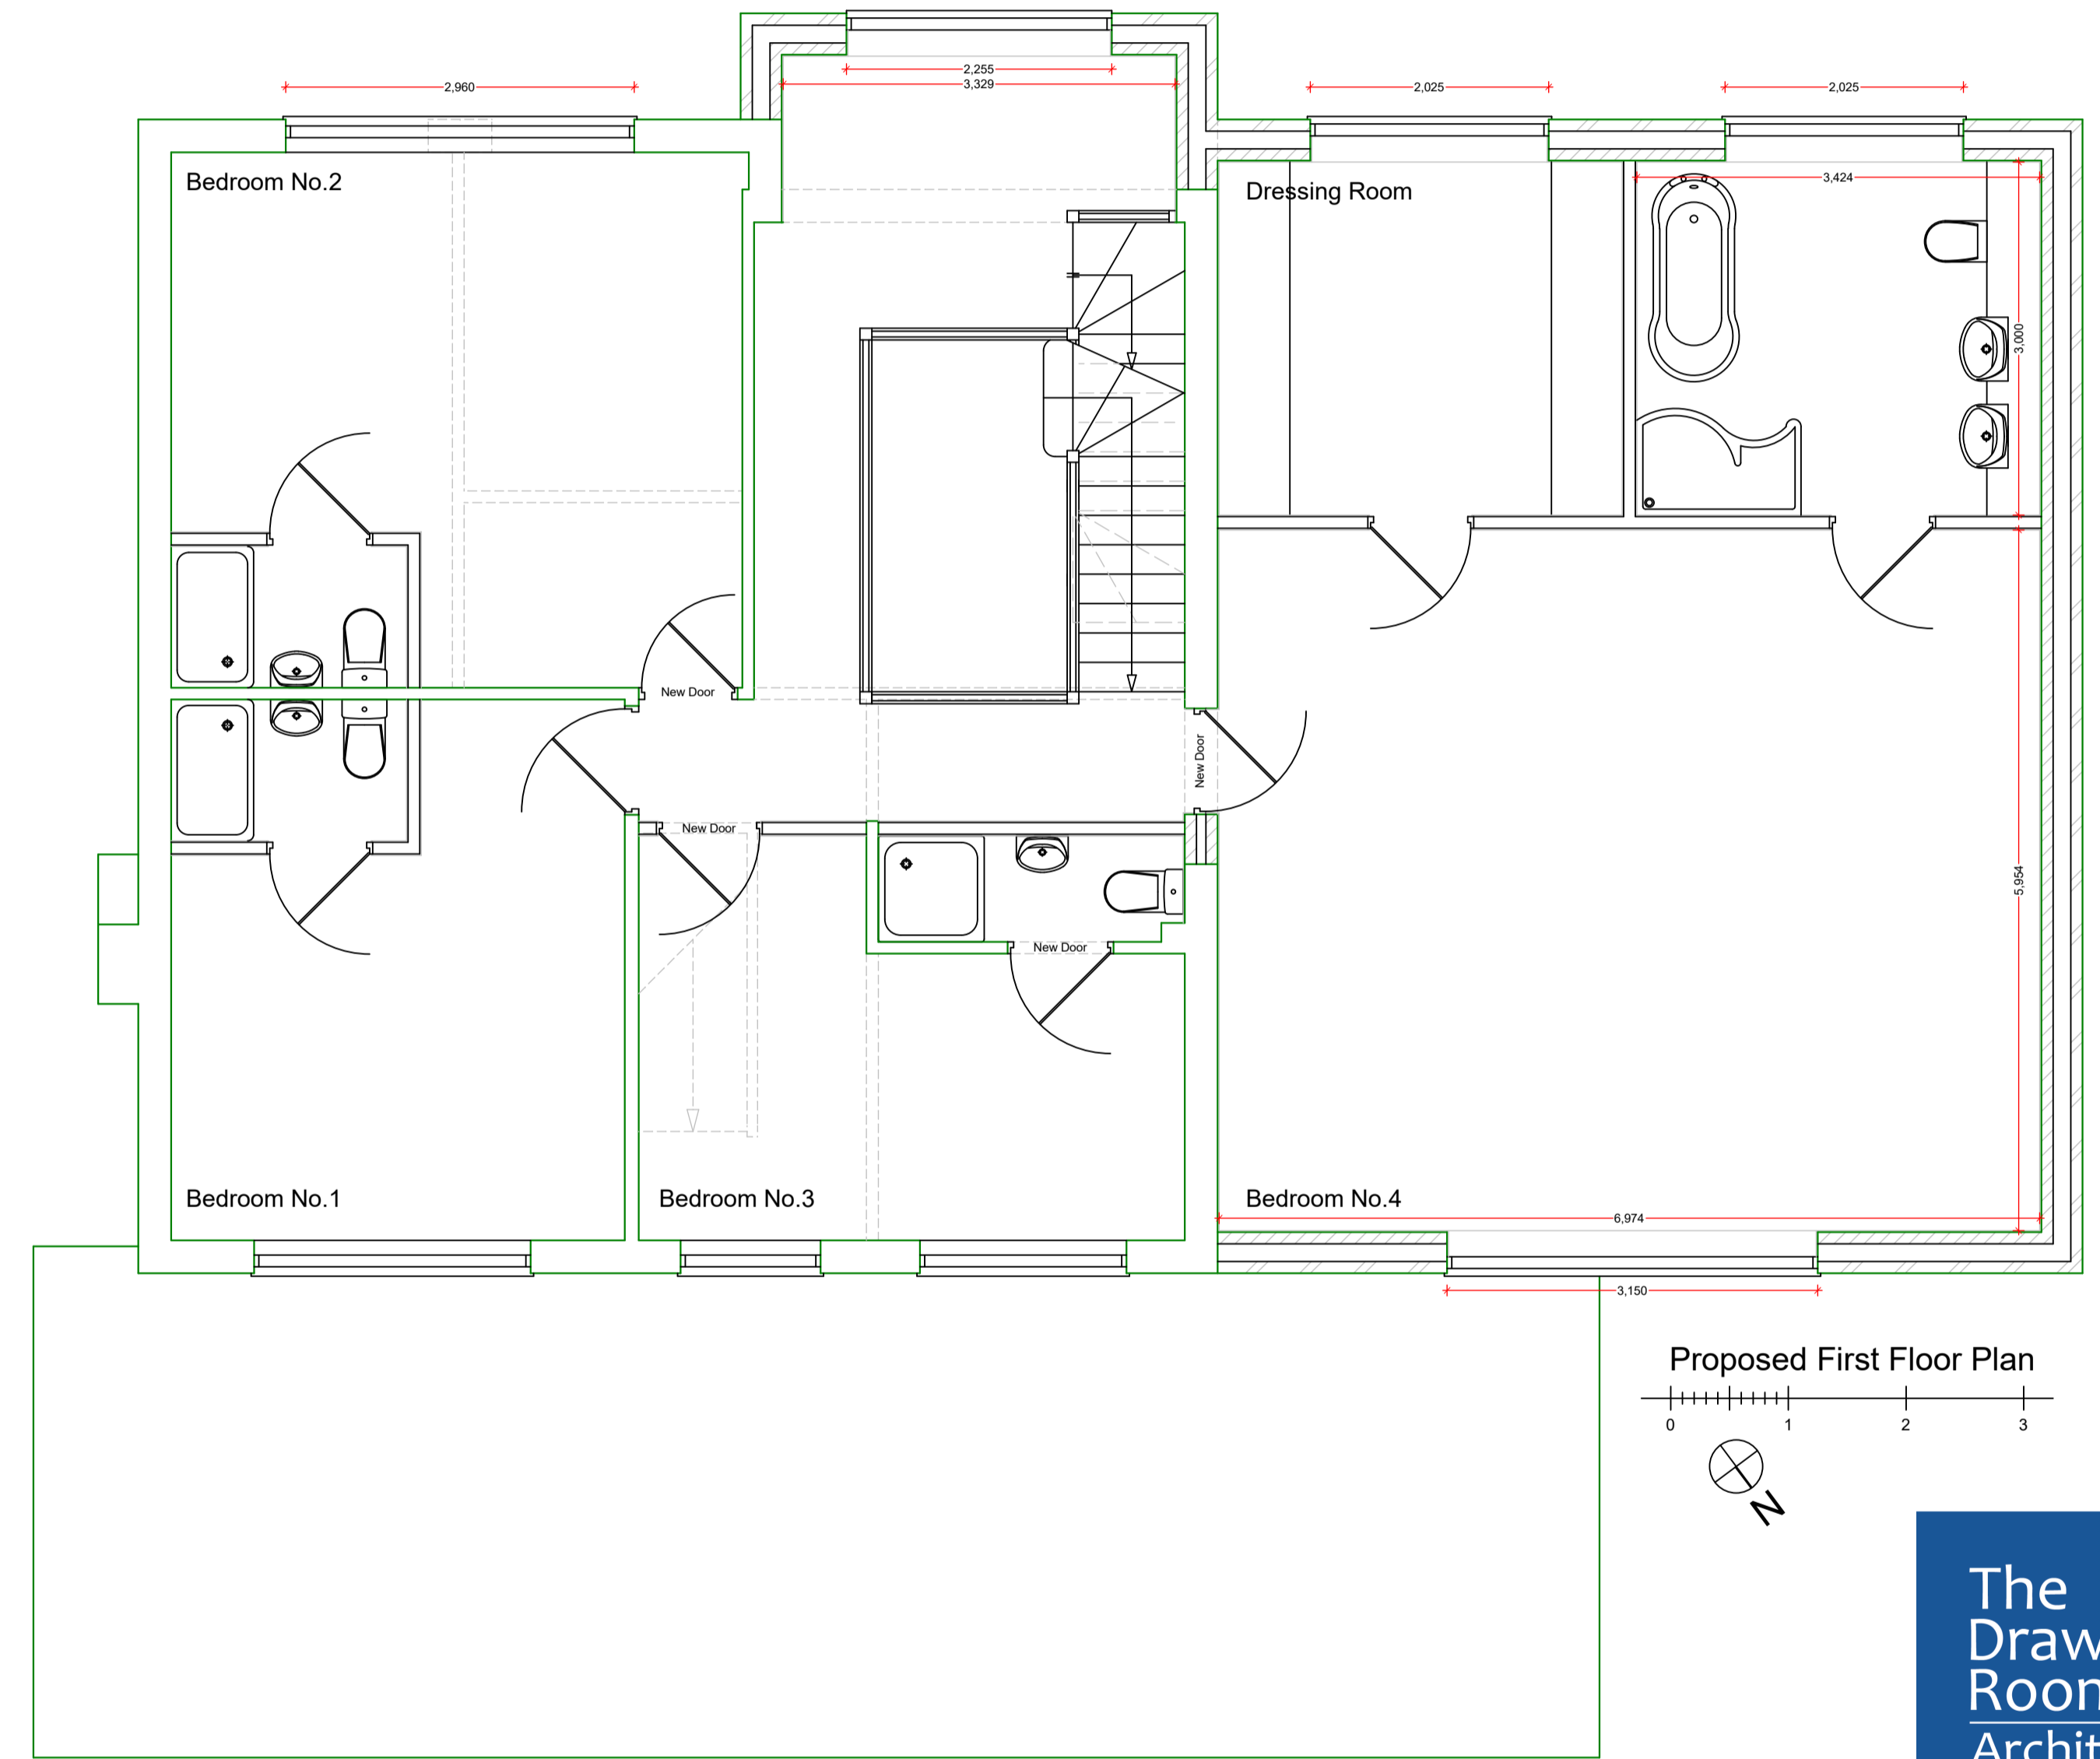 2,255
3,329
2,960
2,025
2,025
Bedroom No.2
Dressing Room
3,424
3,000
New Door
New Door
New Door
5,954
New Door
Bedroom No.1
Bedroom No.3
Bedroom No.4
6,974
3,150
Proposed First Floor Plan
0 1 2 3
N
The
Draw
Room
Archit